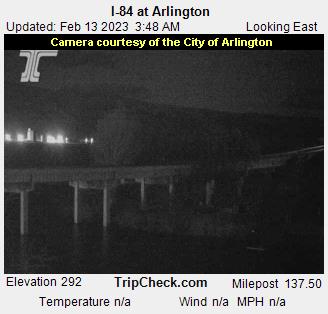 I-84 at Arlington
Updated: Feb 13 2023 3:48 AM Looking East
Camera courtesy of the City of Arlington
Elevation 292 TripCheck.com Milepost 137.50
Temperature n/a Wind n/a MPH n/a